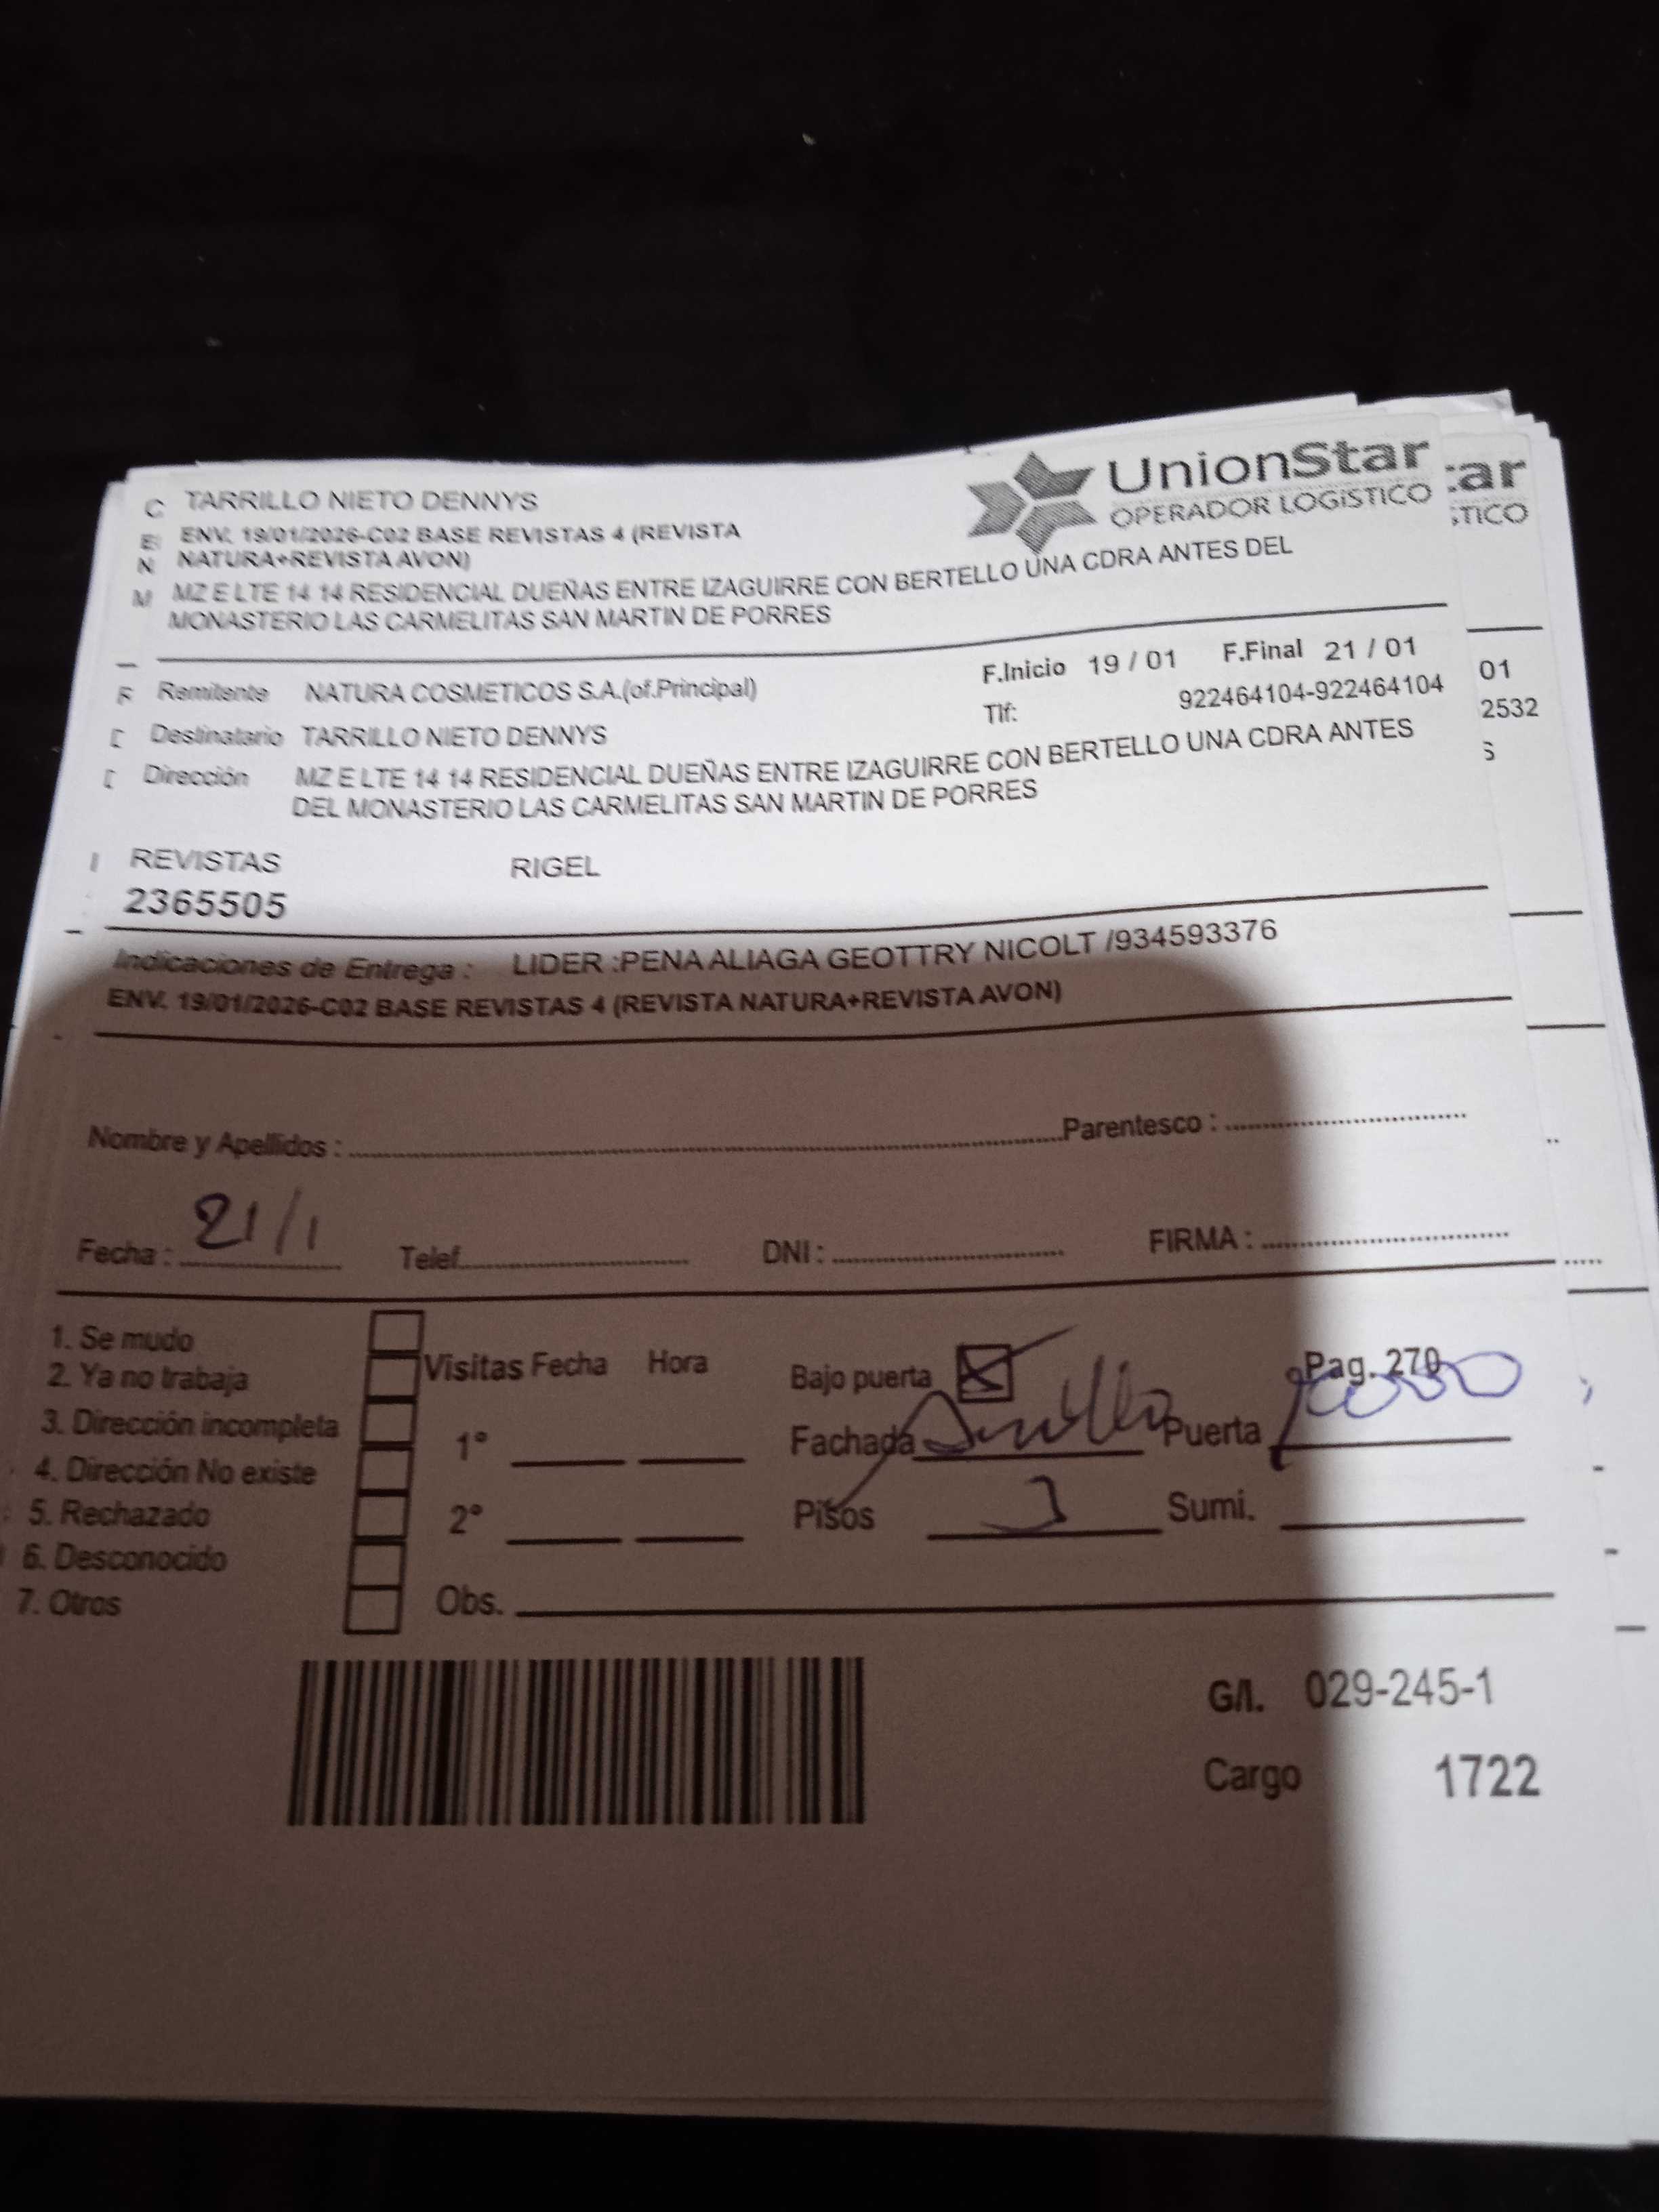 TARRILLO NIETO DENNYS
UnionStar
OPERADOR LOGíSTICO
:ar
STICO
ENV. 19/01/2026-C02 BASE REVISTAS 4 (REVISTA
NATURA+REVISTA AVON)
MZ E LTE 14 14 RESIDENCIAL DUEÑAS ENTRE IZAGUIRRE CON BERTELLO UNA CDRA ANTES DEL
MONASTERIO LAS CARMELITAS SAN MARTIN DE PORRES
F.Inicio 19 / 01 F.Final 21 / 01
01
Remitente NATURA COSMETICOS S.A.(of.Principal)
Tlf: 922464104-922464104
2532
Destinatario TARRILLO NIETO DENNYS
Dirección MZ E LTE 14 14 RESIDENCIAL DUEÑAS ENTRE IZAGUIRRE CON BERTELLO UNA CDRA ANTES
S
DEL MONASTERIO LAS CARMELITAS SAN MARTIN DE PORRES
REVISTAS RIGEL
2365505
Indicaciones de Entrega : LIDER :PENA ALIAGA GEOTTRY NICOLT /934593376
ENV. 19/01/2026-C02 BASE REVISTAS 4 (REVISTA NATURA+REVISTA AVON)
Nombre y Apellidos : Parentesco :
Fecha : 21/1 Telef. DNI : FIRMA :
1. Se mudo
2. Ya no trabaja
3. Dirección incompleta
4. Dirección No existe
5. Rechazado
6. Desconocido
7. Otros
Visitas Fecha Hora
1°
2°
Obs.
Bajo puerta Pag. 270
Fachada Puerta
Pisos 3 Sumi.
G/I. 029-245-1
Cargo 1722